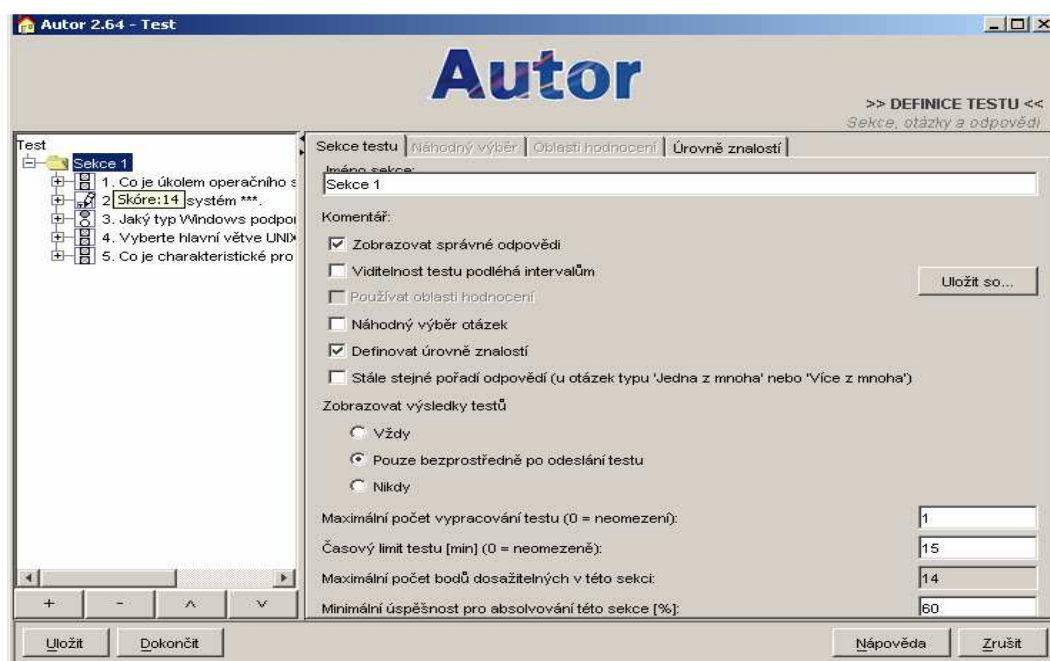 Autor 2.64 - Test
Autor
>> DEFINICE TESTU <<
Sekce, otázky a odpovědi
Test
Sekce 1
1. Co je úkolem operačního s
2 Skóre:14 systém ***.
3. Jaký typ Windows podpor
4. Vyberte hlavní větve UNIX
5. Co je charakteristické pro
+ - ^ v
Sekce testu Náhodný výběr Oblasti hodnocení Úrovně znalostí
Jméno sekce:
Sekce 1
Komentář:
Zobrazovat správné odpovědi
Viditelnost testu podléhá intervalům
Uložit so...
Používat oblasti hodnocení
Náhodný výběr otázek
Definovat úrovně znalostí
Stále stejné pořadí odpovědí (u otázek typu 'Jedna z mnoha' nebo 'Více z mnoha')
Zobrazovat výsledky testů
Vždy
Pouze bezprostředně po odeslání testu
Nikdy
Maximální počet vypracování testu (0 = neomezení): 1
Časový limit testu [min] (0 = neomezeně): 15
Maximální počet bodů dosažitelných v této sekci: 14
Minimální úspěšnost pro absolvování této sekce [%]: 60
Uložit Dokončit Nápověda Zrušit